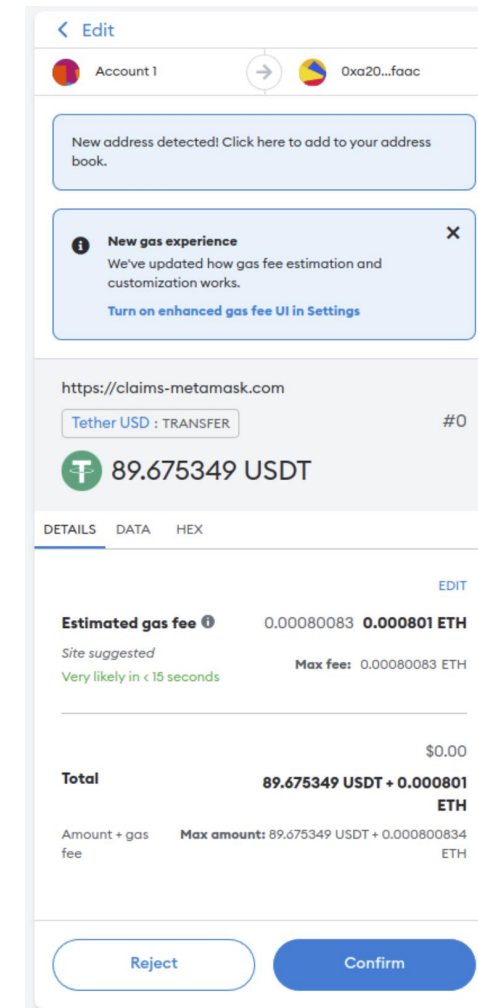 Edit
Account 1 0xa20...faac
New address detected! Click here to add to your address
book.
New gas experience
We've updated how gas fee estimation and
customization works.
Turn on enhanced gas fee UI in Settings
https://claims-metamask.com
Tether USD : TRANSFER #0
89.675349 USDT
DETAILS DATA HEX
EDIT
Estimated gas fee 0.00080083 0.000801 ETH
Site suggested Max fee: 0.00080083 ETH
Very likely in < 15 seconds
$0.00
Total 89.675349 USDT + 0.000801
ETH
Amount + gas Max amount: 89.675349 USDT + 0.000800834
fee ETH
Reject Confirm